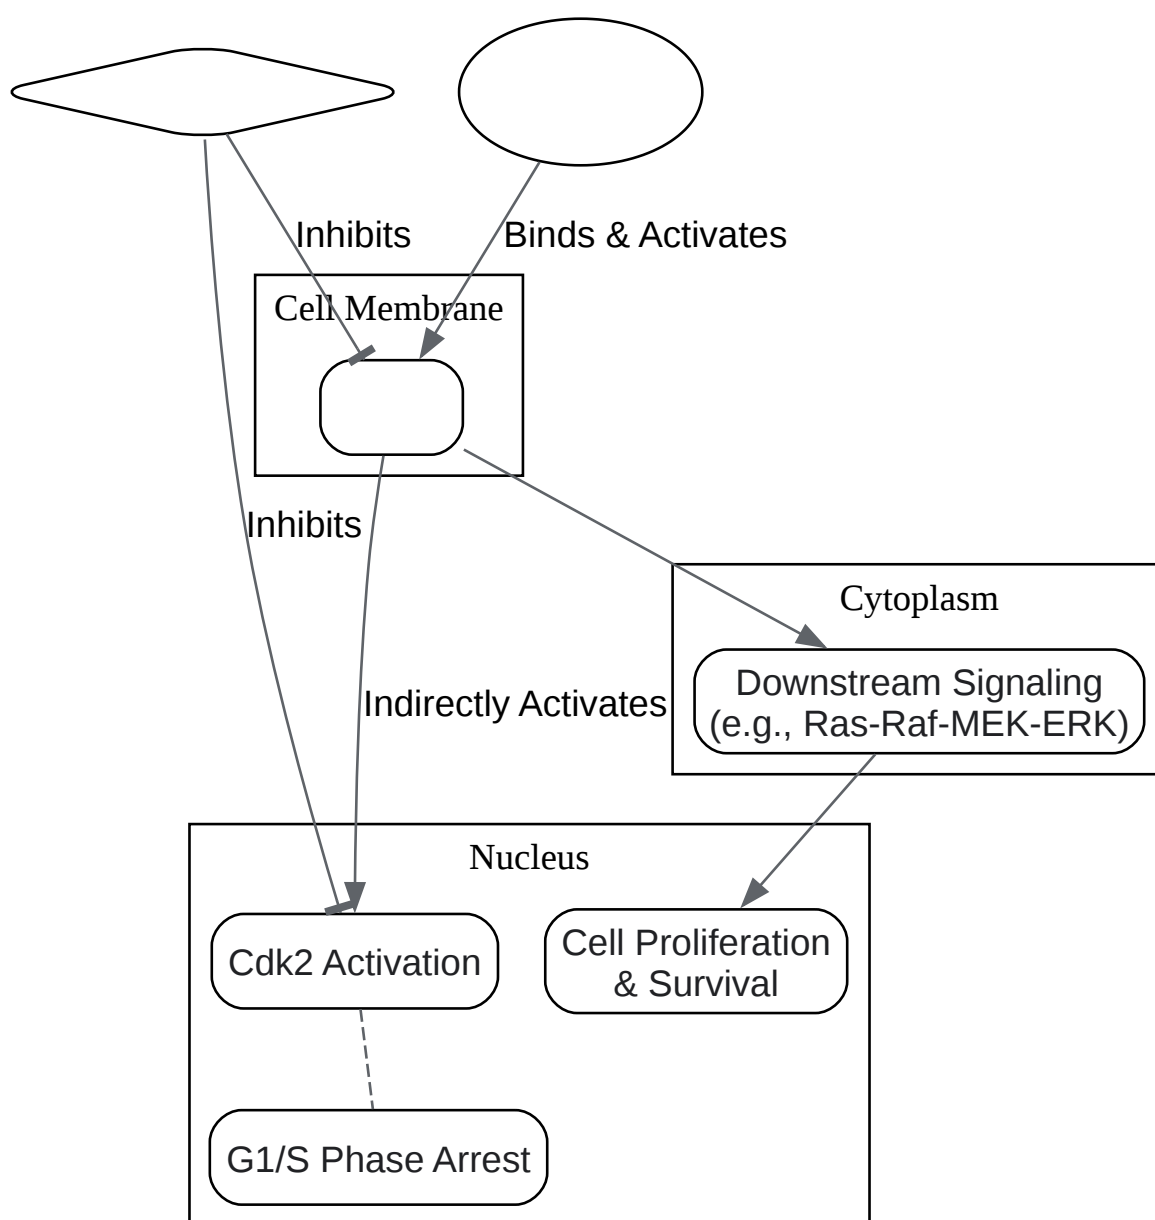 Inhibits
Binds & Activates
Cell Membrane
Inhibits
Cytoplasm
Downstream Signaling
(e.g., Ras-Raf-MEK-ERK)
Indirectly Activates
Nucleus
Cdk2 Activation
Cell Proliferation
& Survival
G1/S Phase Arrest